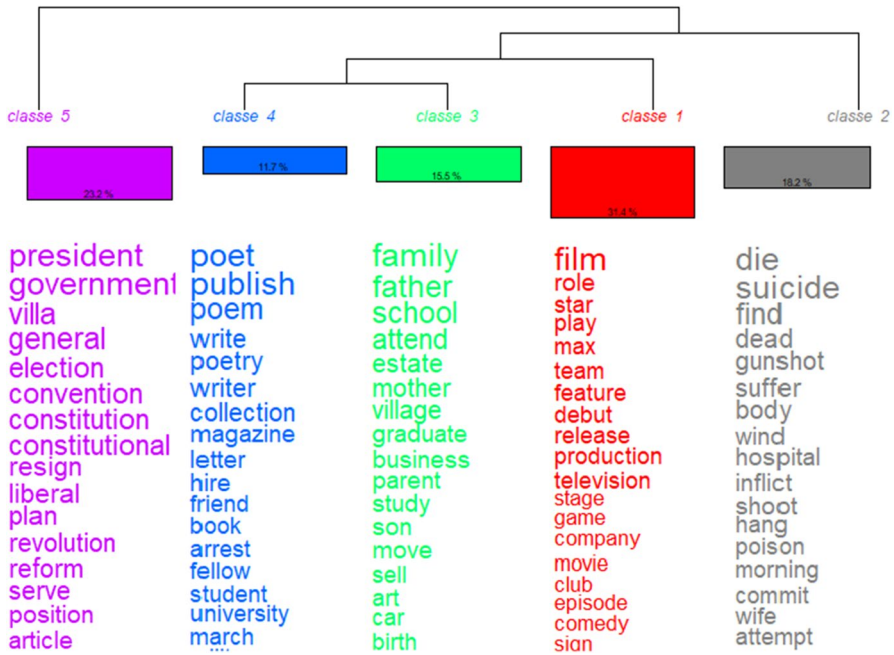 classe 5
classe 4
classe 3
classe 1
classe 2
23.2 %
11.7 %
15.5 %
31.4 %
18.2 %
president
government
villa
general
election
convention
constitution
constitutional
resign
liberal
plan
revolution
reform
serve
position
article
poet
publish
poem
write
poetry
writer
collection
magazine
letter
hire
friend
book
arrest
fellow
student
university
march
family
father
school
attend
estate
mother
village
graduate
business
parent
study
son
move
sell
art
car
birth
film
role
star
play
max
team
feature
debut
release
production
television
stage
game
company
movie
club
episode
comedy
sign
die
suicide
find
dead
gunshot
suffer
body
wind
hospital
inflict
shoot
hang
poison
morning
commit
wife
attempt